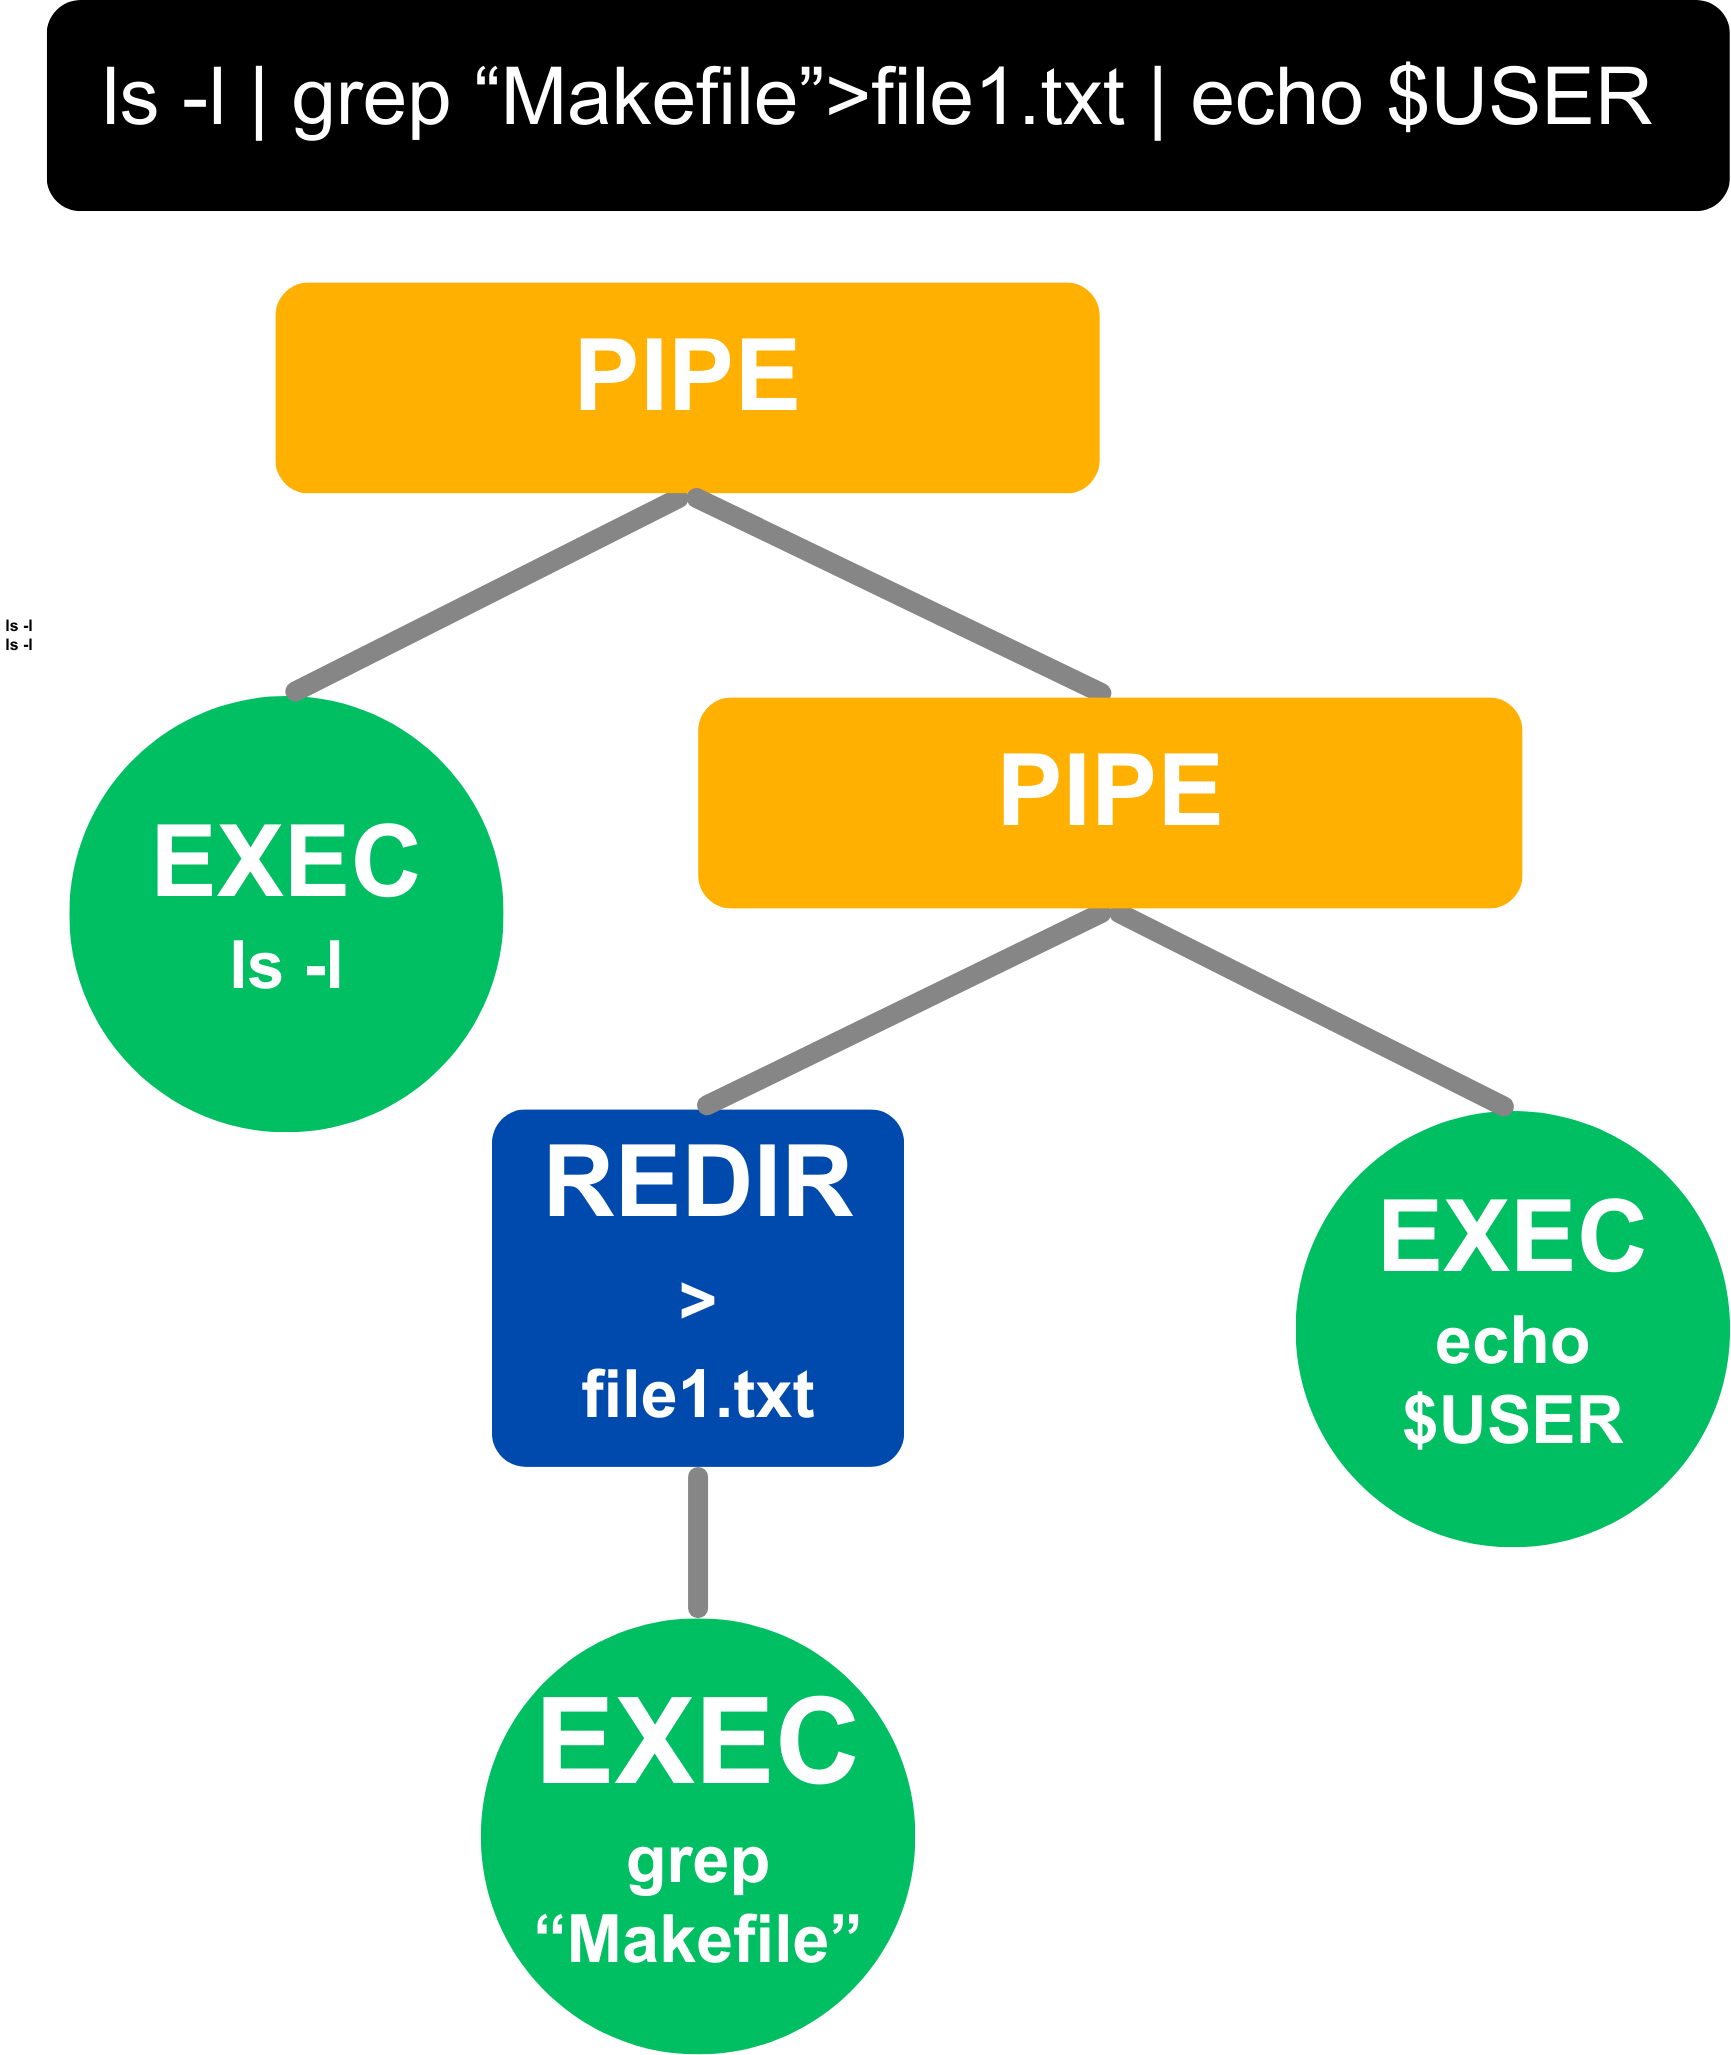 ls -l | grep “Makefile”>file1.txt | echo $USER
PIPE
ls -l
ls -l
EXEC
ls -l
PIPE
REDIR
>
file1.txt
EXEC
echo
$USER
EXEC
grep
“Makefile”